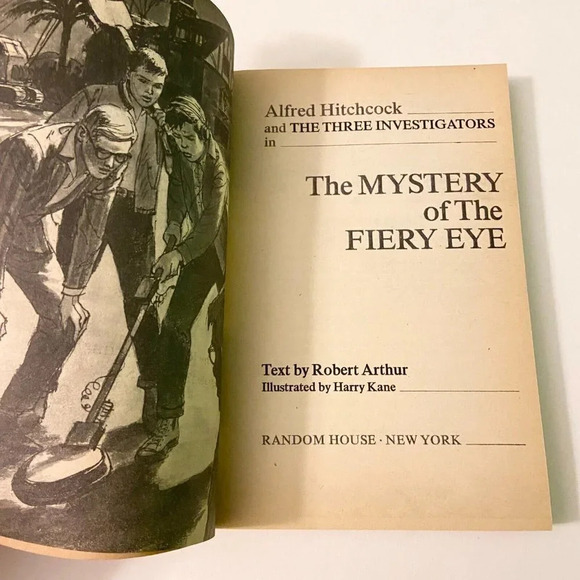 Alfred Hitchcock
and THE THREE INVESTIGATORS
in
The MYSTERY
of The
FIERY EYE
Text by Robert Arthur
Illustrated by Harry Kane
RANDOM HOUSE · NEW YORK